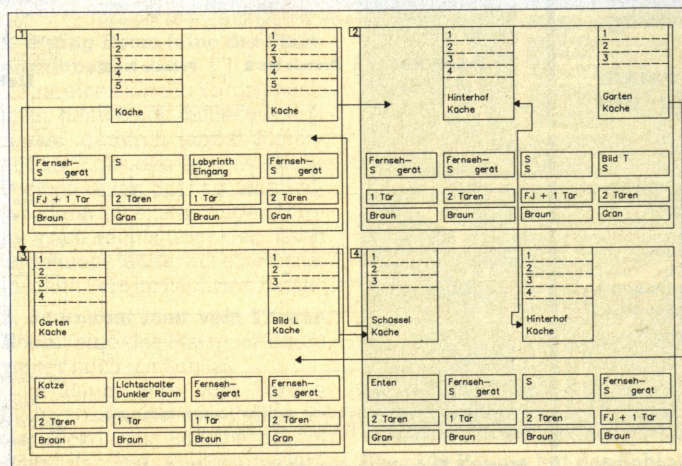 1
1
2
3
4
5
Küche
1
2
3
4
5
Küche
Fernseh–
S gerät
S
Labyrinth
Eingang
Fernseh–
S gerät
FJ + 1 Tür
2 Türen
1 Tür
2 Türen
Braun
Grün
Braun
Grün
2
1
2
3
4
Hinterhof
Küche
1
2
3
Garten
Küche
Fernseh–
S gerät
Fernseh–
S gerät
S
S
Bild T
S
1 Tür
2 Türen
FJ + 1 Tür
2 Türen
Braun
Braun
Braun
Grün
3
1
2
3
4
Garten
Küche
1
2
3
Bild L
Küche
Katze
S
Lichtschalter
Dunkler Raum
Fernseh–
S gerät
Fernseh–
S gerät
2 Türen
1 Tür
1 Tür
2 Türen
Braun
Braun
Braun
Grün
4
1
2
3
Schüssel
Küche
1
2
3
4
Hinterhof
Küche
Enten
Fernseh–
S gerät
S
Fernseh–
S gerät
2 Türen
1 Tür
2 Türen
FJ + 1 Tür
Grün
Braun
Braun
Braun